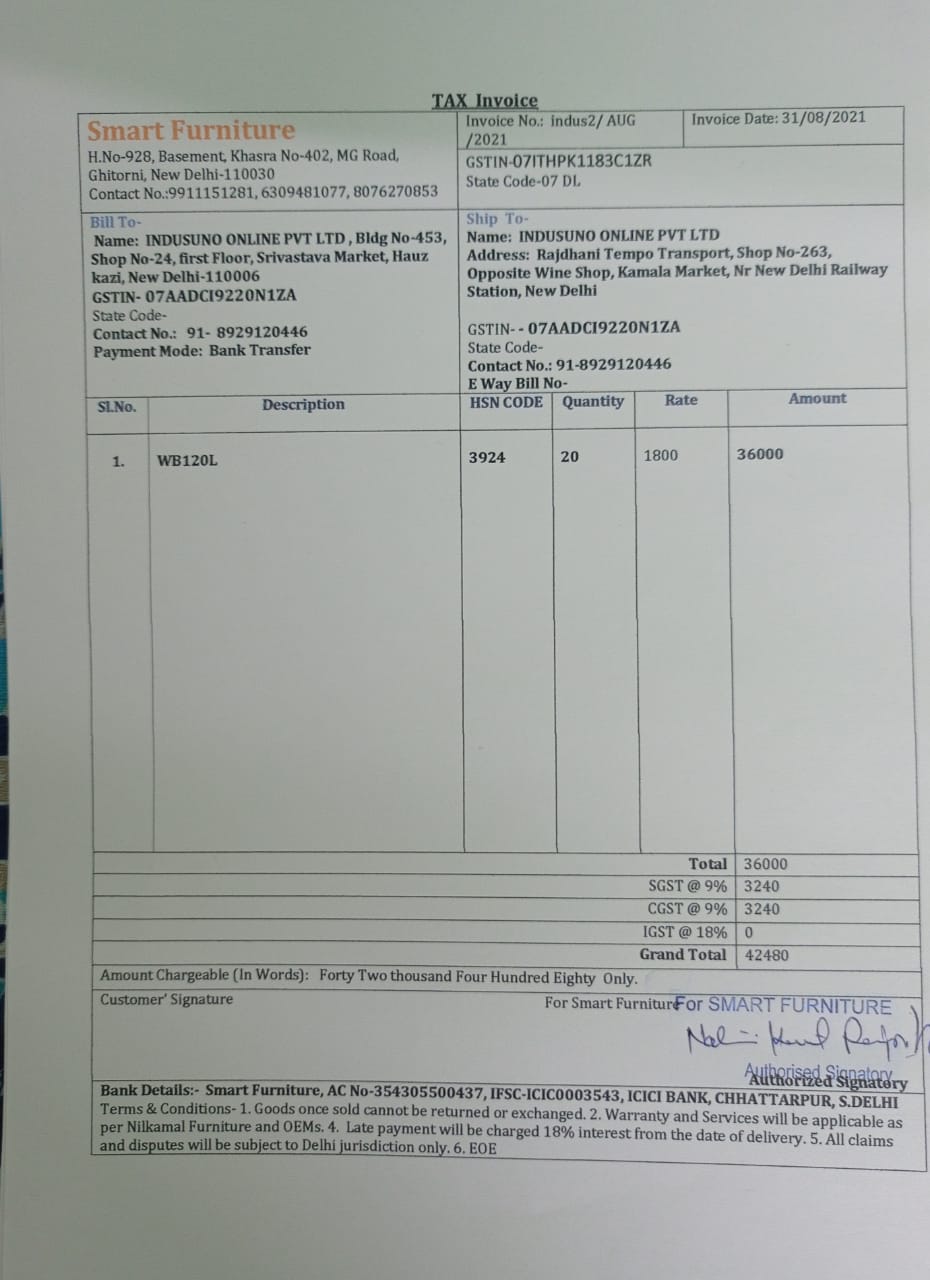 TAX Invoice
Smart Furniture
H.No-928, Basement, Khasra No-402, MG Road,
Ghitorni, New Delhi-110030
Contact No.:9911151281, 6309481077, 8076270853
Invoice No.: indus2/ AUG
/2021
Invoice Date: 31/08/2021
GSTIN-07ITHPK1183C1ZR
State Code-07 DL
Bill To-
Name: INDUSUNO ONLINE PVT LTD , Bldg No-453,
Shop No-24, first Floor, Srivastava Market, Hauz
kazi, New Delhi-110006
GSTIN- 07AADCI9220N1ZA
State Code-
Contact No.: 91- 8929120446
Payment Mode: Bank Transfer
Ship To-
Name: INDUSUNO ONLINE PVT LTD
Address: Rajdhani Tempo Transport, Shop No-263,
Opposite Wine Shop, Kamala Market, Nr New Delhi Railway
Station, New Delhi
GSTIN- - 07AADCI9220N1ZA
State Code-
Contact No.: 91-8929120446
E Way Bill No-
Sl.No. Description HSN CODE Quantity Rate Amount
1. WB120L 3924 20 1800 36000
Total 36000
SGST @ 9% 3240
CGST @ 9% 3240
IGST @ 18% 0
Grand Total 42480
Amount Chargeable (In Words): Forty Two thousand Four Hundred Eighty Only.
Customer' Signature
For Smart Furniture
For SMART FURNITURE
Authorised Signatory
Authorized Signatory
Bank Details:- Smart Furniture, AC No-354305500437, IFSC-ICIC0003543, ICICI BANK, CHHATTARPUR, S.DELHI
Terms & Conditions- 1. Goods once sold cannot be returned or exchanged. 2. Warranty and Services will be applicable as
per Nilkamal Furniture and OEMs. 4. Late payment will be charged 18% interest from the date of delivery. 5. All claims
and disputes will be subject to Delhi jurisdiction only. 6. EOE